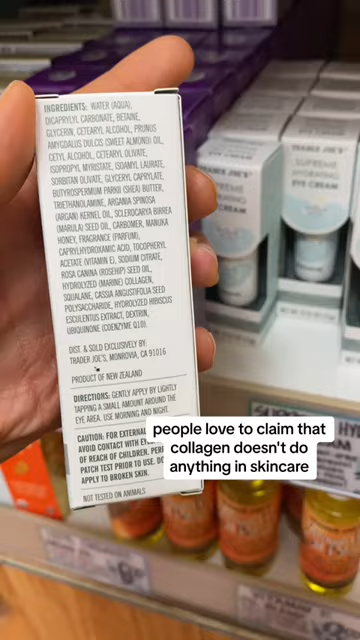 INGREDIENTS: WATER (AQUA),
DICAPRYLYL CARBONATE, BETAINE,
GLYCERIN, CETEARYL ALCOHOL, PRUNUS
AMYGDALUS DULCIS (SWEET ALMOND) OIL,
CETYL ALCOHOL, CETEARYL OLIVATE,
ISOPROPYL MYRISTATE, ISOAMYL LAURATE,
SORBITAN OLIVATE, GLYCERYL CAPRYLATE,
BUTYROSPERMUM PARKII (SHEA) BUTTER,
TRIETHANOLAMINE, ARGANIA SPINOSA
(ARGAN) KERNEL OIL, SCLEROCARYA BIRREA
(MARULA) SEED OIL, CARBOMER, MANUKA
HONEY, FRAGRANCE (PARFUM),
CAPRYLHYDROXAMIC ACID, TOCOPHERYL
ACETATE (VITAMIN E), SODIUM CITRATE,
ROSA CANINA (ROSEHIP) SEED OIL,
HYDROLYZED (MARINE) COLLAGEN,
SQUALANE, CASSIA ANGUSTIFOLIA SEED
POLYSACCHARIDE, HYDROLYZED HIBISCUS
ESCULENTUS EXTRACT, DEXTRIN,
UBIQUINONE (COENZYME Q10).
DIST. & SOLD EXCLUSIVELY BY:
TRADER JOE'S, MONROVIA, CA 91016
PRODUCT OF NEW ZEALAND
DIRECTIONS: GENTLY APPLY BY LIGHTLY
TAPPING A SMALL AMOUNT AROUND THE
EYE AREA. USE MORNING AND NIGHT.
CAUTION: FOR EXTERNAL
AVOID CONTACT WITH
OF REACH OF CHILDREN.
PATCH TEST PRIOR TO USE.
APPLY TO BROKEN SKIN.
NOT TESTED ON ANIMALS
people love to claim that
collagen doesn't do
anything in skincare
TRADER JOE'S
SUPREME
HYDRATING
EYE CREAM